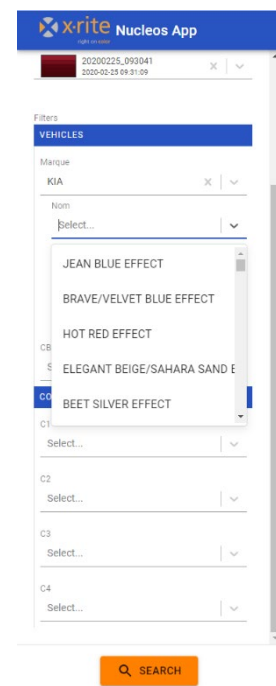 x·rite Nucleos App
right on color
20200225_093041
2020-02-25 09:31:09
Filters
VEHICLES
Marque
KIA
Nom
Select...
JEAN BLUE EFFECT
BRAVE/VELVET BLUE EFFECT
HOT RED EFFECT
CB
S
ELEGANT BEIGE/SAHARA SAND E
CO
BEET SILVER EFFECT
C1
Select...
C2
Select...
C3
Select...
C4
Select...
SEARCH